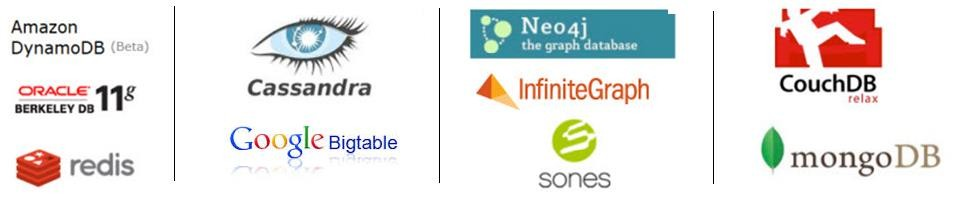 Amazon
DynamoDB (Beta)
ORACLE
BERKELEY DB 11g
redis
Cassandra
Google Bigtable
Neo4j
the graph database
InfiniteGraph
sones
CouchDB
relax
mongoDB